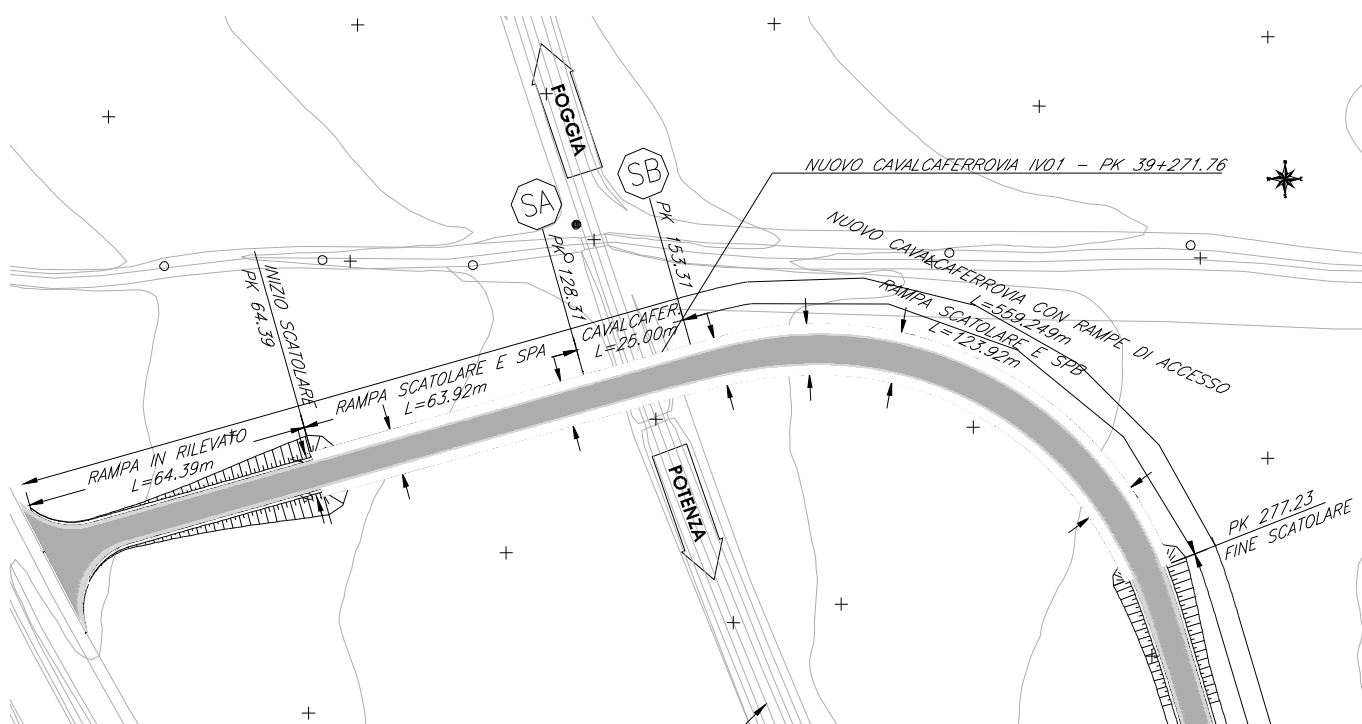 FOGGIA
NUOVO CAVALCAFERROVIA IV01 - PK 39+271.76
SB
SA
PK 153.31
PK 128.31
NUOVO CAVALCAFERROVIA CON RAMPE DI ACCESSO
L=559.249m
RAMPA SCATOLARE E SPB
L=123.92m
CAVALCAFER.
L=25.00m
INIZIO SCATOLARE
PK 64.39
RAMPA SCATOLARE E SPA
L=63.92m
RAMPA IN RILEVATO
L=64.39m
POTENZA
PK 277.23
FINE SCATOLARE